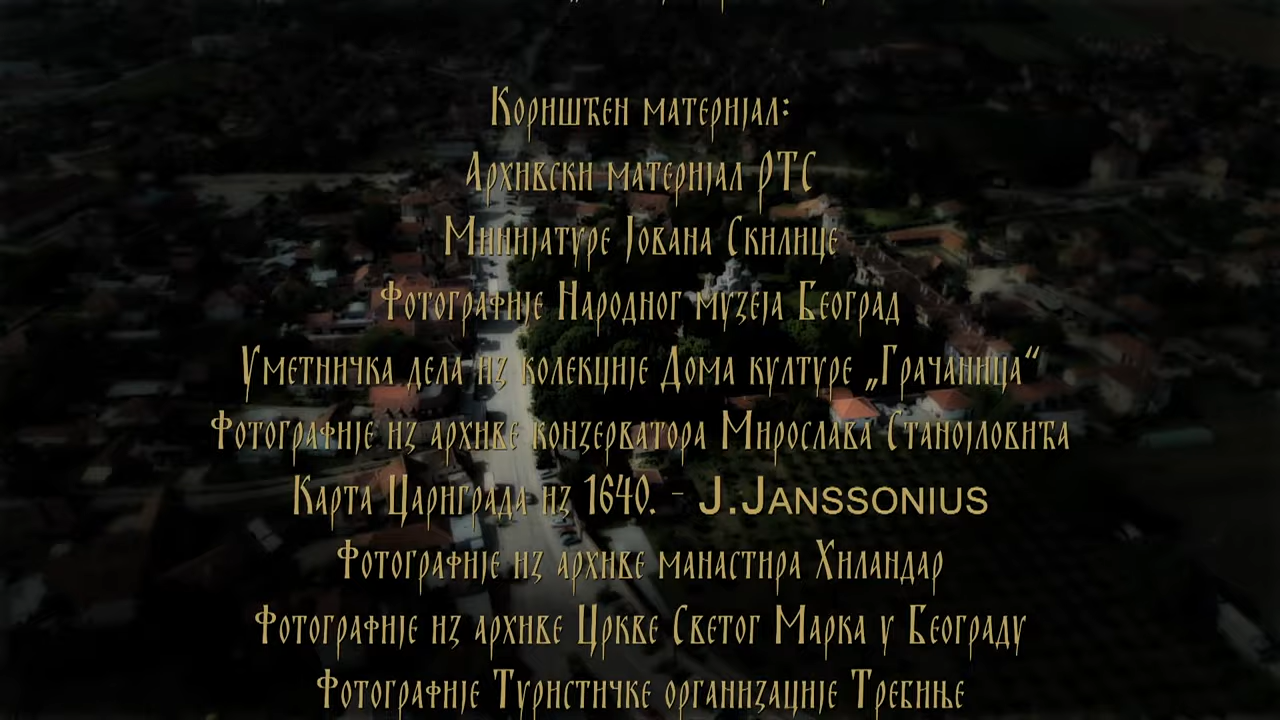 Коришћен материјал:
Архивски материјал РТС
Минијатуре Јована Скилице
Фотографије Народног музеја Београд
Уметничка дела из колекције Дома културе „Грачаница“
Фотографије из архиве конзерватора Мирослава Станојловића
Карта Цариграда из 1640. - J.Janssonius
Фотографије из архиве манастира Хиландар
Фотографије из архиве Цркве Светог Марка у Београду
Фотографије Туристичке организације Требиње